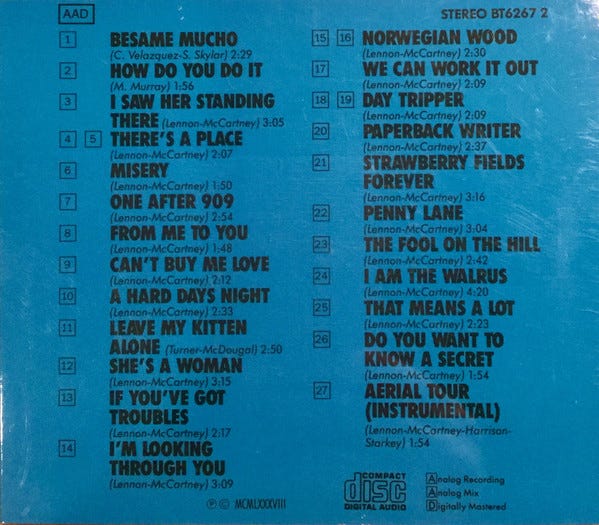 AAD
STEREO BT6267 2
1 BESAME MUCHO
(C. Velazquez-S. Skylar) 2:29
2 HOW DO YOU DO IT
(M. Murray) 1:56
3 I SAW HER STANDING
THERE (Lennon-McCartney) 3:05
4 5 THERE'S A PLACE
(Lennon-McCartney) 2:07
6 MISERY
(Lennon-McCartney) 1:50
7 ONE AFTER 909
(Lennon-McCartney) 2:54
8 FROM ME TO YOU
(Lennon-McCartney) 1:48
9 CAN'T BUY ME LOVE
(Lennon-McCartney) 2:12
10 A HARD DAYS NIGHT
(Lennon-McCartney) 2:33
11 LEAVE MY KITTEN
ALONE (Turner-McDougal) 2:50
12 SHE'S A WOMAN
(Lennon-McCartney) 3:15
13 IF YOU'VE GOT
TROUBLES
(Lennon-McCartney) 2:17
14 I'M LOOKING
THROUGH YOU
(Lennon-McCartney) 3:09
15 16 NORWEGIAN WOOD
(Lennon-McCartney) 2:30
17 WE CAN WORK IT OUT
(Lennon-McCartney) 2:09
18 19 DAY TRIPPER
(Lennon-McCartney) 2:09
20 PAPERBACK WRITER
(Lennon-McCartney) 2:37
21 STRAWBERRY FIELDS
FOREVER
(Lennon-McCartney) 3:16
22 PENNY LANE
(Lennon-McCartney) 3:04
23 THE FOOL ON THE HILL
(Lennon-McCartney) 2:42
24 I AM THE WALRUS
(Lennon-McCartney) 4:20
25 THAT MEANS A LOT
(Lennon-McCartney) 2:23
26 DO YOU WANT TO
KNOW A SECRET
(Lennon-McCartney) 1:54
27 AERIAL TOUR
(INSTRUMENTAL)
(Lennon-McCartney-Harrison-
Starkey) 1:54
Ⓟ © MCMLXXXVIII
COMPACT
disc
DIGITAL AUDIO
Analog Recording
Analog Mix
Digitally Mastered